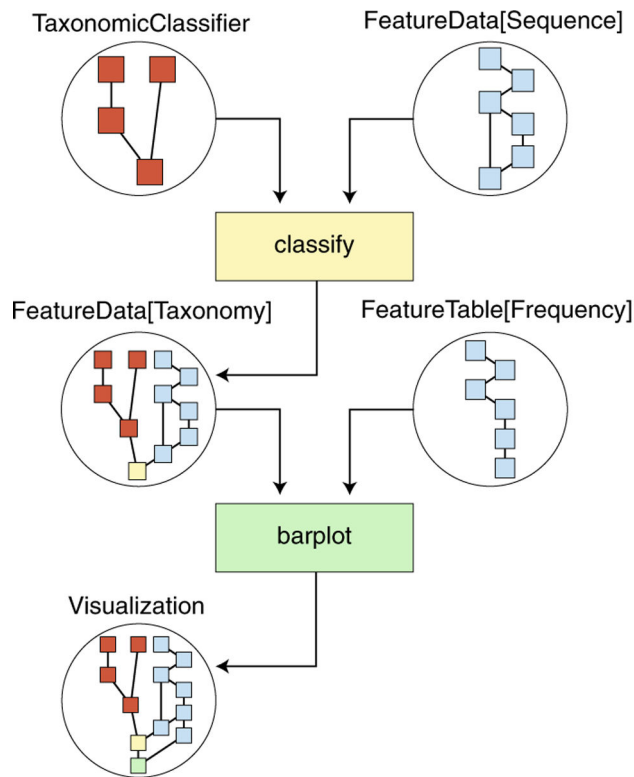 TaxonomicClassifier
FeatureData[Sequence]
classify
FeatureData[Taxonomy]
FeatureTable[Frequency]
barplot
Visualization